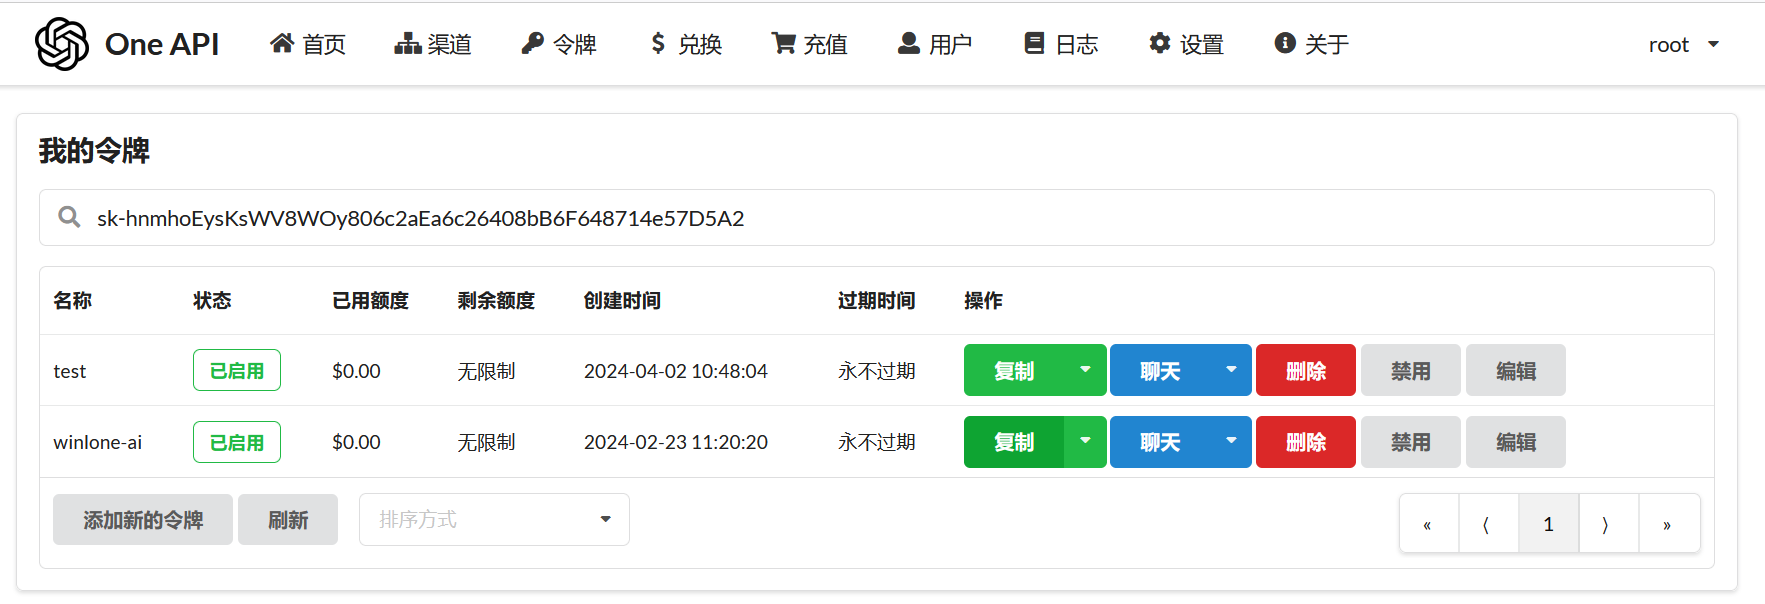 One API 首页 渠道 令牌 兑换 充值 用户 日志 设置 关于 root
我的令牌
sk-hnmhoEysKsWV8WOy806c2aEa6c26408bB6F648714e57D5A2
名称 状态 已用额度 剩余额度 创建时间 过期时间 操作
test 已启用 $0.00 无限制 2024-04-02 10:48:04 永不过期 复制 聊天 删除 禁用 编辑
winlone-ai 已启用 $0.00 无限制 2024-02-23 11:20:20 永不过期 复制 聊天 删除 禁用 编辑
添加新的令牌 刷新 排序方式 « ⟨ 1 ⟩ »